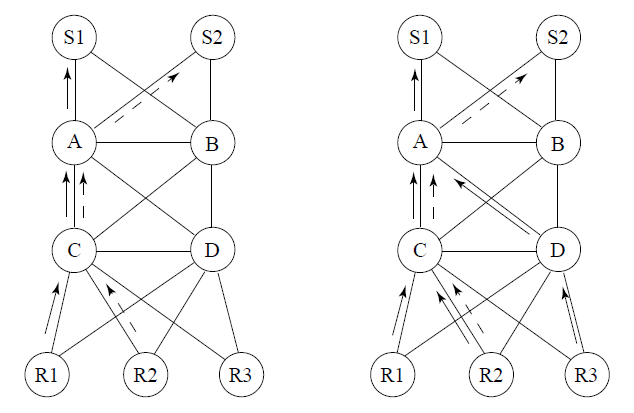 S1 S2 S1 S2
A B A B
C D C D
R1 R2 R3 R1 R2 R3